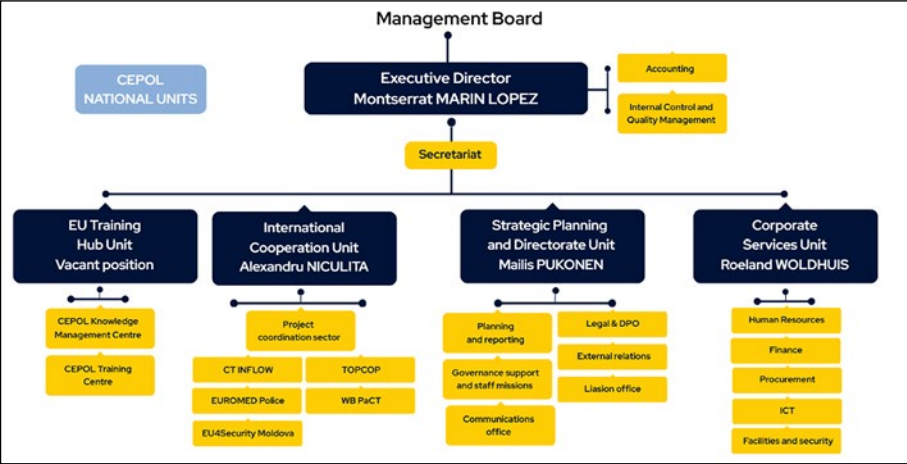 Management Board
CEPOL
NATIONAL UNITS
Executive Director
Montserrat MARIN LOPEZ
Accounting
Internal Control and
Quality Management
Secretariat
EU Training
Hub Unit
Vacant position
International
Cooperation Unit
Alexandru NICULITA
Strategic Planning
and Directorate Unit
Mailis PUKONEN
Corporate
Services Unit
Roeland WOLDHUIS
CEPOL Knowledge
Management Centre
CEPOL Training
Centre
Project
coordination sector
CT INFLOW
TOPCOP
EUROMED Police
WB PaCT
EU4Security Moldova
Planning
and reporting
Governance support
and staff missions
Communications
office
Legal & DPO
External relations
Liasion office
Human Resources
Finance
Procurement
ICT
Facilities and security